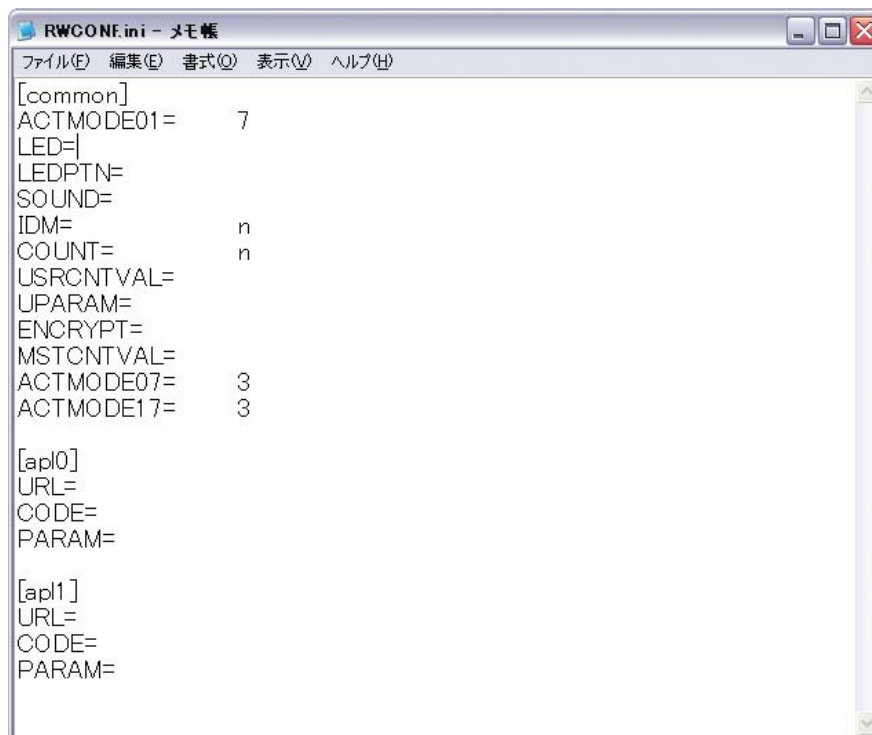 RWCONF.ini - メモ帳
ファイル(F) 編集(E) 書式(O) 表示(V) ヘルプ(H)
[common]
ACTMODE01= 7
LED=
LEDPTN=
SOUND=
IDM= n
COUNT= n
USRCNTVAL=
UPARAM=
ENCRYPT=
MSTCNTVAL=
ACTMODE07= 3
ACTMODE17= 3
[apl0]
URL=
CODE=
PARAM=
[apl1]
URL=
CODE=
PARAM=